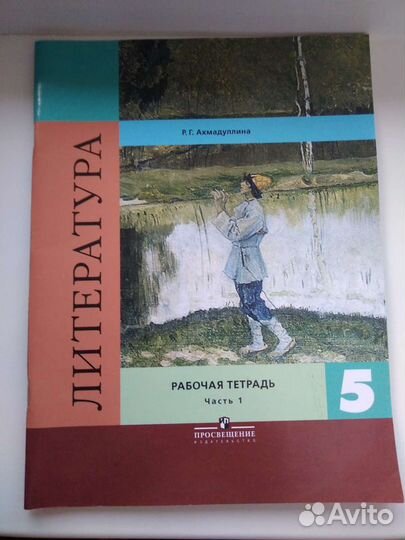 Р. Г. Ахмадуллина
ЛИТЕРАТУРА
РАБОЧАЯ ТЕТРАДЬ
Часть 1
5
ПРОСВЕЩЕНИЕ
ИЗДАТЕЛЬСТВО
Avito